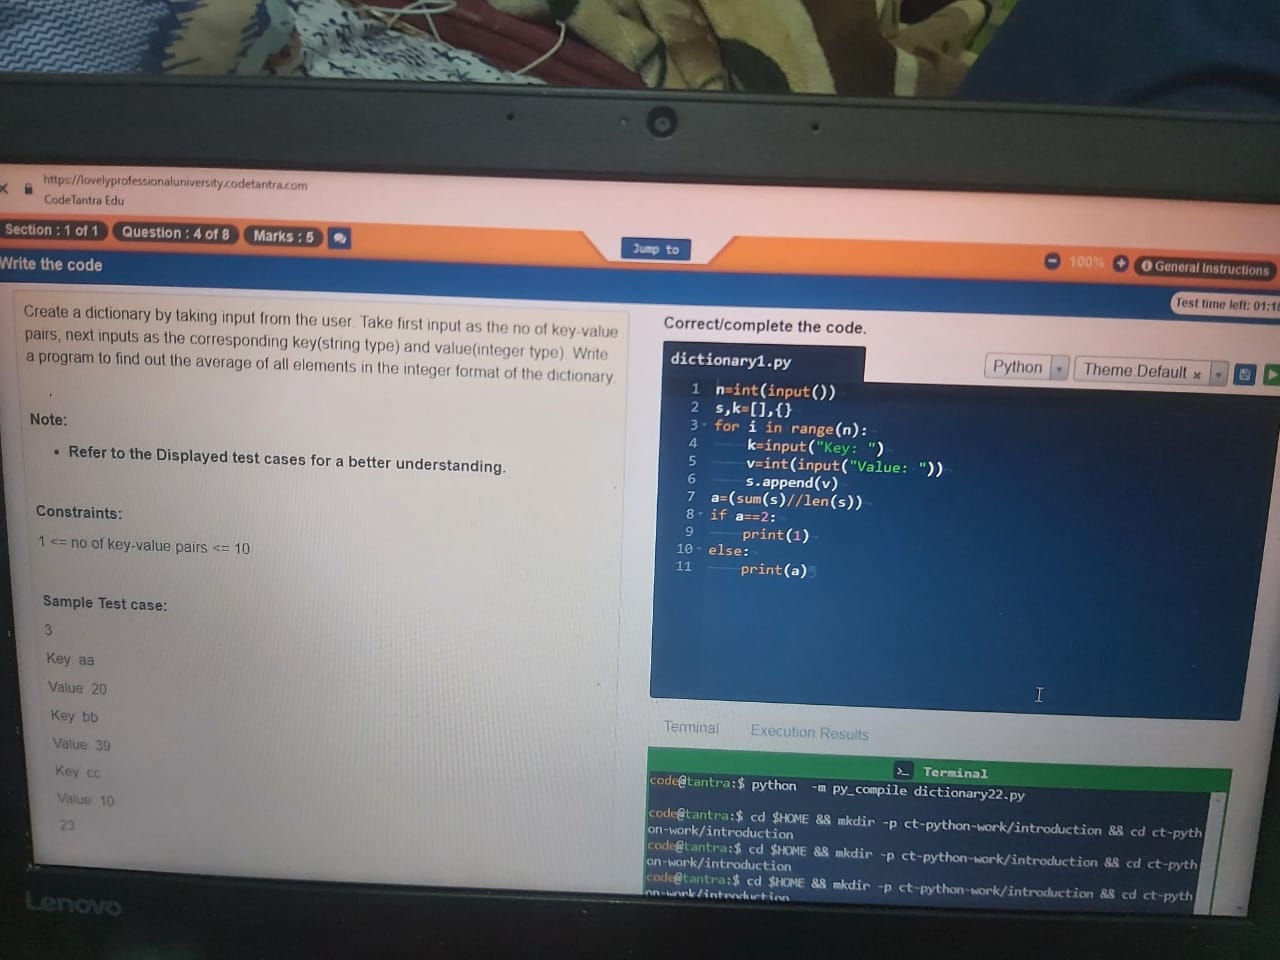 https://lovelyprofessionaluniversity.codetantra.com
CodeTantra Edu
Section : 1 of 1 Question : 4 of 8 Marks : 5
Jump to
100% General Instructions
Write the code
Test time left: 01:18
Create a dictionary by taking input from the user. Take first input as the no of key-value
pairs, next inputs as the corresponding key(string type) and value(integer type). Write
a program to find out the average of all elements in the integer format of the dictionary
.
Note:
• Refer to the Displayed test cases for a better understanding.
Constraints:
1 <= no of key-value pairs <= 10
Sample Test case:
3
Key: aa
Value: 20
Key: bb
Value: 39
Key: cc
Value: 10
23
Correct/complete the code.
dictionary1.py
Python Theme:Default x
1 n=int(input())
2 s,k=[],{}
3 for i in range(n):
4 k=input("Key: ")
5 v=int(input("Value: "))
6 s.append(v)
7 a=(sum(s)//len(s))
8 if a==2:
9 print(1)
10 else:
11 print(a)
Terminal Execution Results
>_ Terminal
code@tantra:$ python -m py_compile dictionary22.py
code@tantra:$ cd $HOME && mkdir -p ct-python-work/introduction && cd ct-pyth
on-work/introduction
code@tantra:$ cd $HOME && mkdir -p ct-python-work/introduction && cd ct-pyth
on-work/introduction
code@tantra:$ cd $HOME && mkdir -p ct-python-work/introduction && cd ct-pyth
on-work/introduction
Lenovo